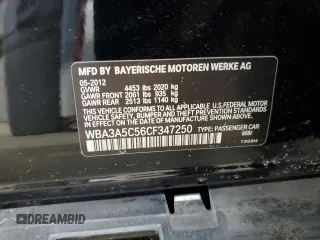 MFD BY BAYERISCHE MOTOREN WERKE AG
05-2012
GVWR 4453 lbs 2020 kg
GAWR FRONT 2061 lbs 935 kg
GAWR REAR 2513 lbs 1140 kg
THIS VEHICLE CONFORMS TO ALL APPLICABLE U.S. FEDERAL MOTOR
VEHICLE SAFETY, BUMPER AND THEFT PREVENTION STANDARDS
IN EFFECT ON THE DATE OF MANUFACTURE SHOWN ABOVE.
WBA3A5C56CF347250 TYPE: PASSENGER CAR
DREAMBID